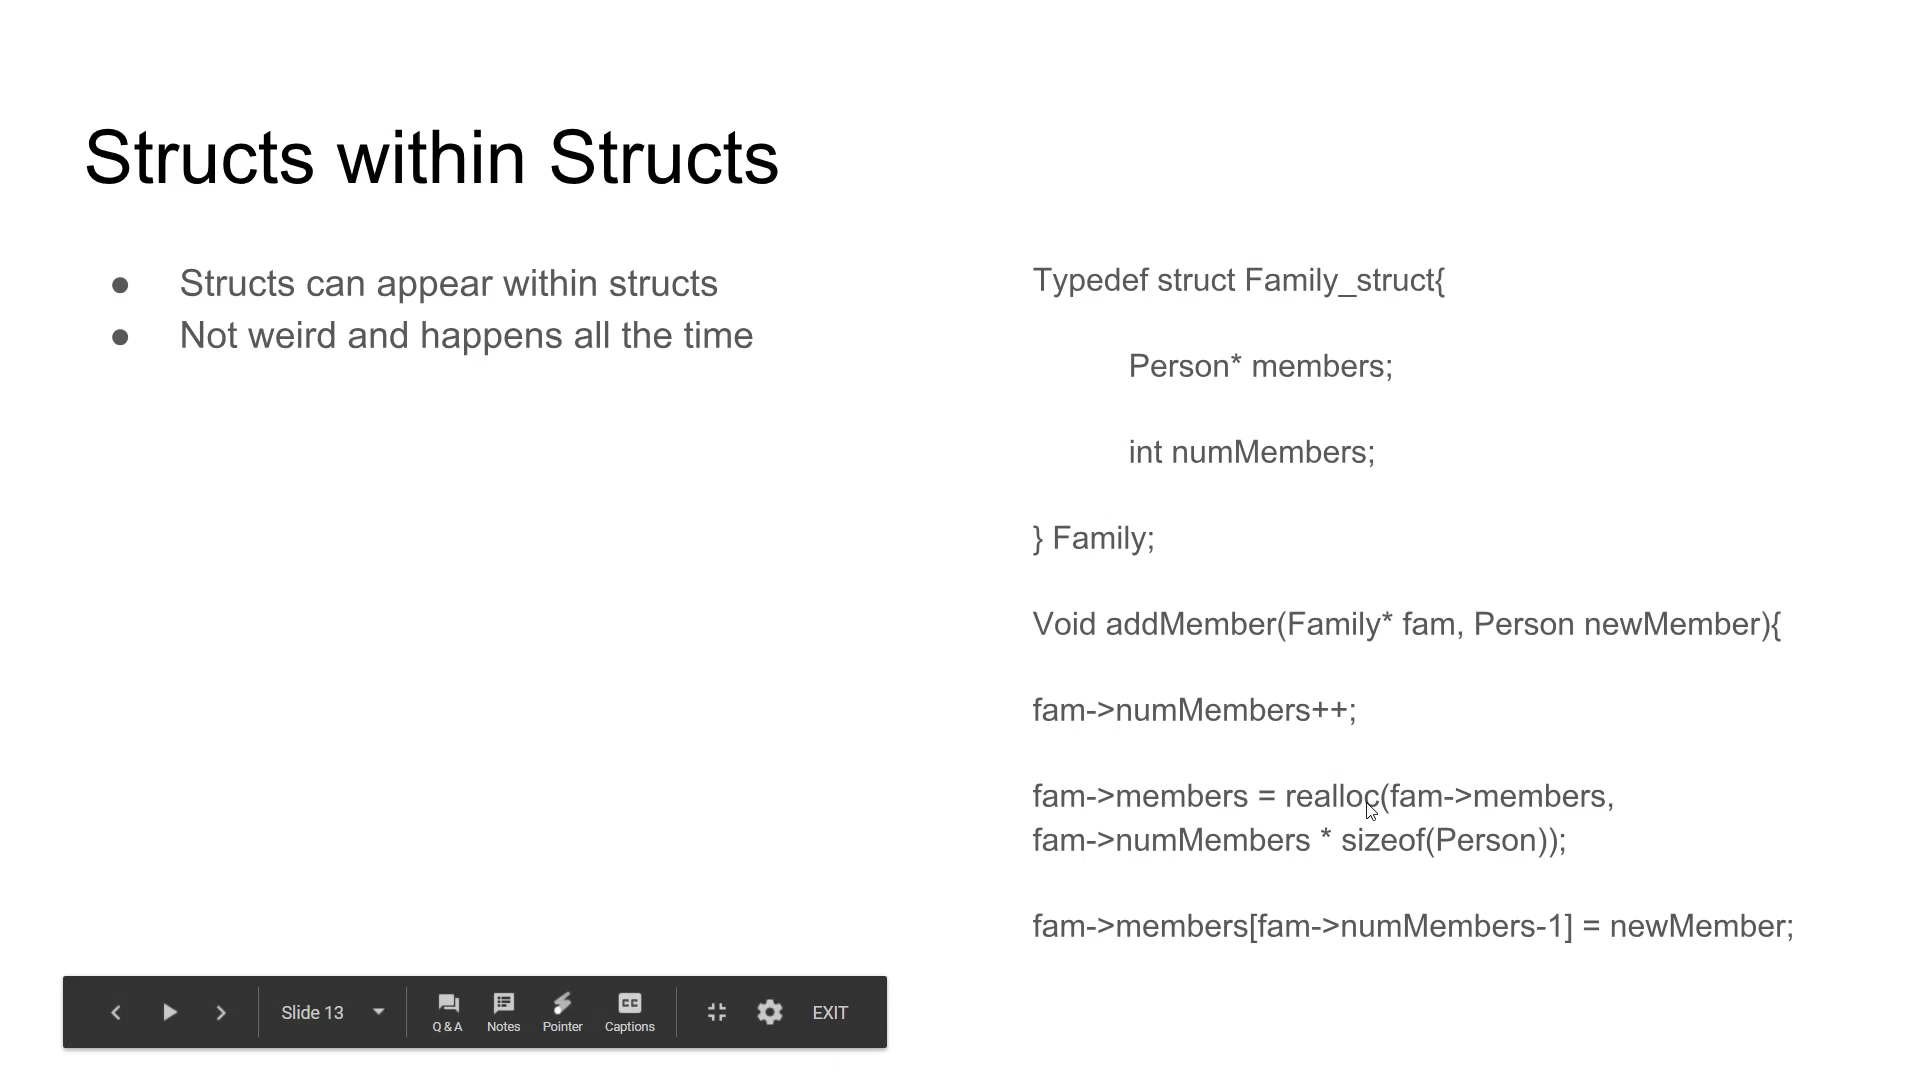 Structs within Structs
● Structs can appear within structs
● Not weird and happens all the time
Typedef struct Family_struct{
Person* members;
int numMembers;
} Family;
Void addMember(Family* fam, Person newMember){
fam->numMembers++;
fam->members = realloc(fam->members,
fam->numMembers * sizeof(Person));
fam->members[fam->numMembers-1] = newMember;
Slide 13
Q & A
Notes
Pointer
CC
Captions
EXIT